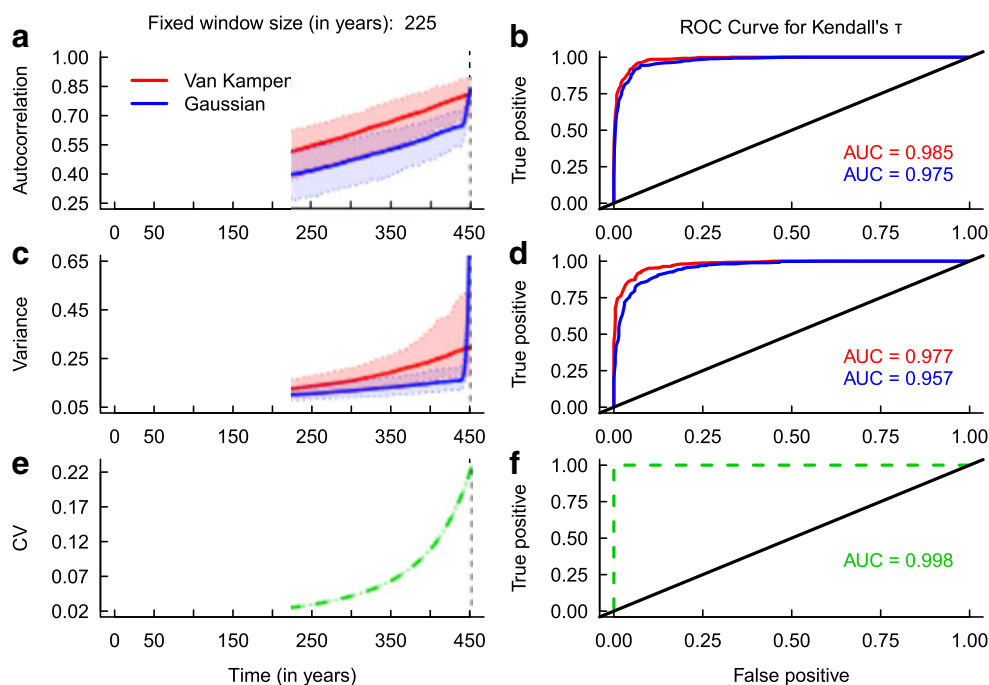 Fixed window size (in years): 225
ROC Curve for Kendall's τ
a
Autocorrelation
1.00
0.85
0.70
0.55
0.40
0.25
Van Kamper
Gaussian
0 50 150 250 350 450
b
True positive
1.00
0.75
0.50
0.25
0.00
AUC = 0.985
AUC = 0.975
0.00 0.25 0.50 0.75 1.00
c
Variance
0.65
0.45
0.25
0.05
0 50 150 250 350 450
d
True positive
1.00
0.75
0.50
0.25
0.00
AUC = 0.977
AUC = 0.957
0.00 0.25 0.50 0.75 1.00
e
CV
0.22
0.17
0.12
0.07
0.02
0 50 150 250 350 450
Time (in years)
f
True positive
1.00
0.75
0.50
0.25
0.00
AUC = 0.998
0.00 0.25 0.50 0.75 1.00
False positive